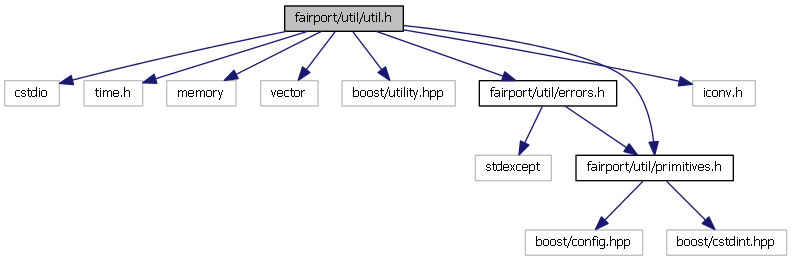 fairport/util/util.h
cstdio
time.h
memory
vector
boost/utility.hpp
fairport/util/errors.h
iconv.h
stdexcept
fairport/util/primitives.h
boost/config.hpp
boost/cstdint.hpp